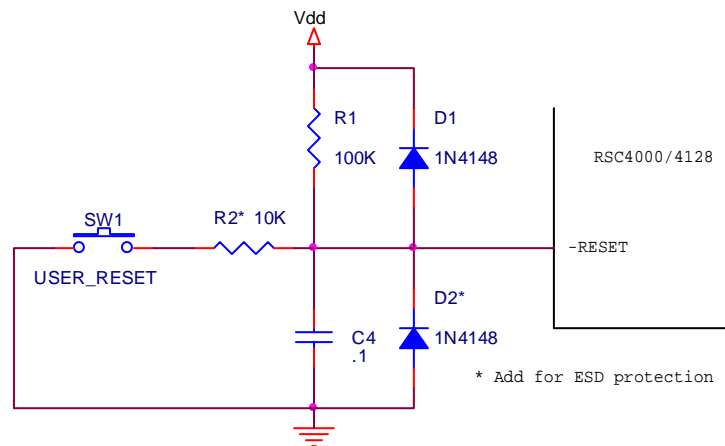 Vdd
R1
100K
D1
1N4148
RSC4000/4128
SW1
R2* 10K
-RESET
USER_RESET
D2*
1N4148
C4
.1
* Add for ESD protection